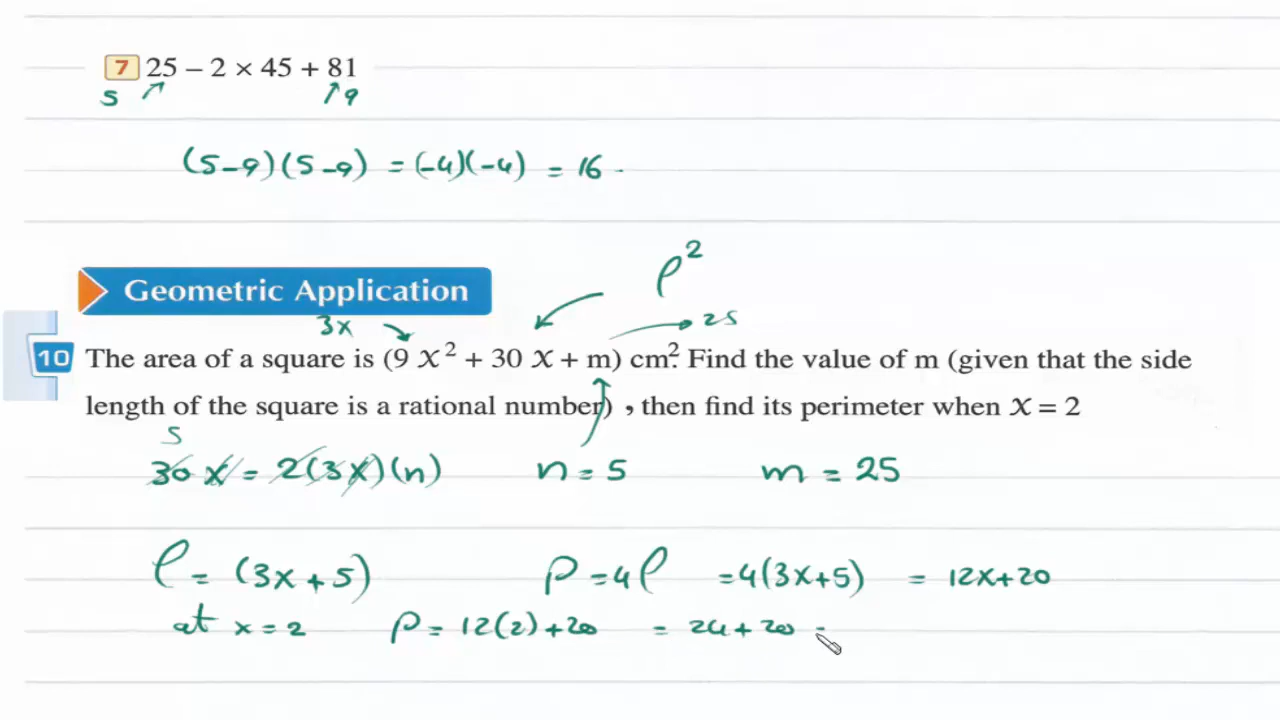 7 25 – 2 × 45 + 81
5 9
(5-9)(5-9) = (-4)(-4) = 16
ℓ²
Geometric Application
3x 25
10 The area of a square is (9 X² + 30 X + m) cm². Find the value of m (given that the side
length of the square is a rational number) , then find its perimeter when X = 2
5
30 x = 2(3x)(n) n = 5 m = 25
ℓ = (3x+5) P = 4ℓ = 4(3x+5) = 12x+20
at x = 2 P = 12(2)+20 = 24+20 =